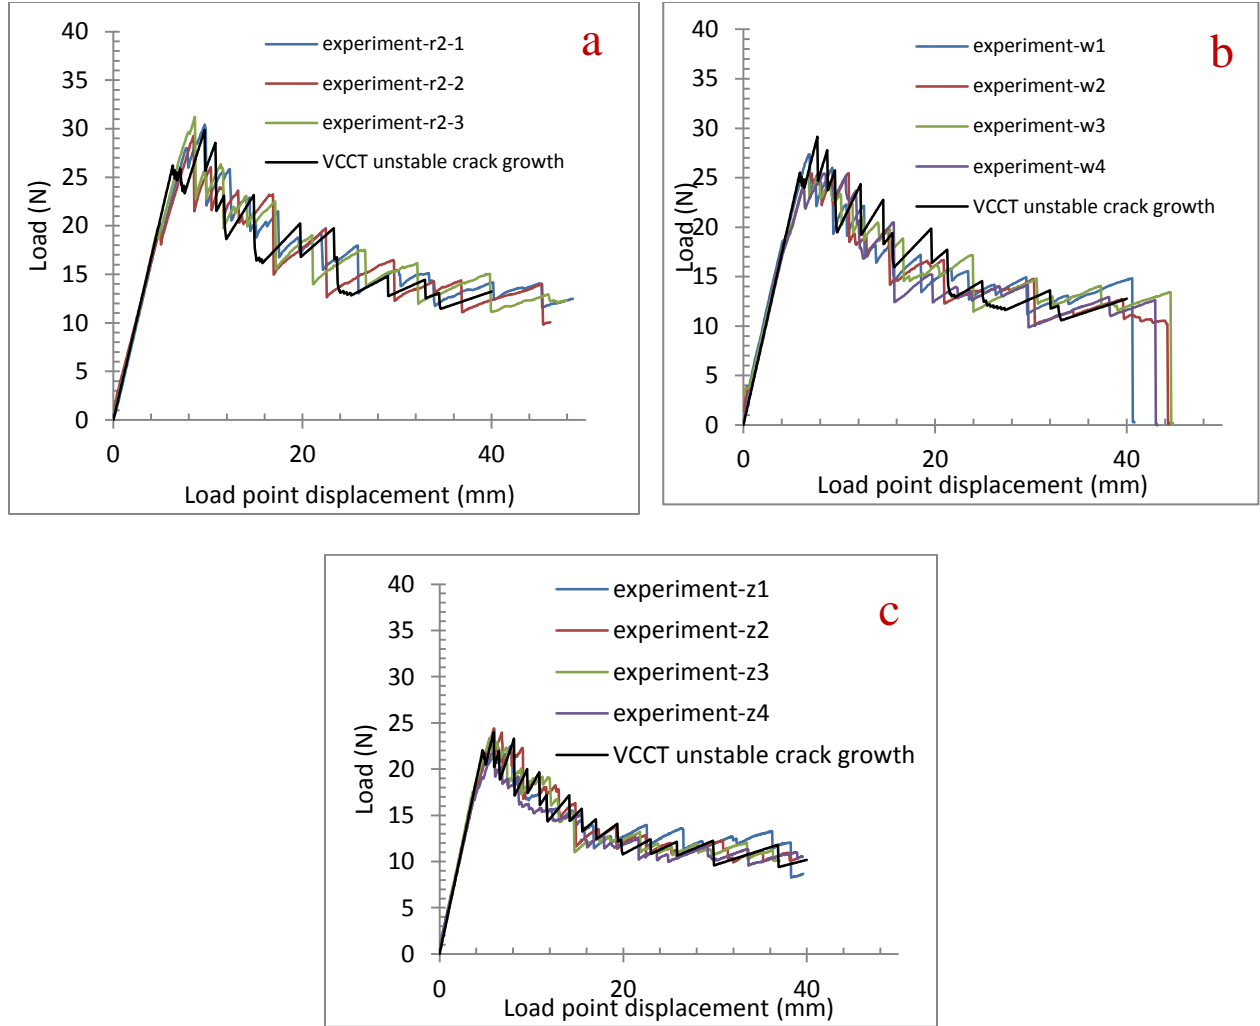 a
40
35
30
25
20
15
10
5
0
Load (N)
experiment-r2-1
experiment-r2-2
experiment-r2-3
VCCT unstable crack growth
0 20 40
Load point displacement (mm)
b
40
35
30
25
20
15
10
5
0
Load (N)
experiment-w1
experiment-w2
experiment-w3
experiment-w4
VCCT unstable crack growth
0 20 40
Load point displacement (mm)
c
40
35
30
25
20
15
10
5
0
Load (N)
experiment-z1
experiment-z2
experiment-z3
experiment-z4
VCCT unstable crack growth
0 20 40
Load point displacement (mm)